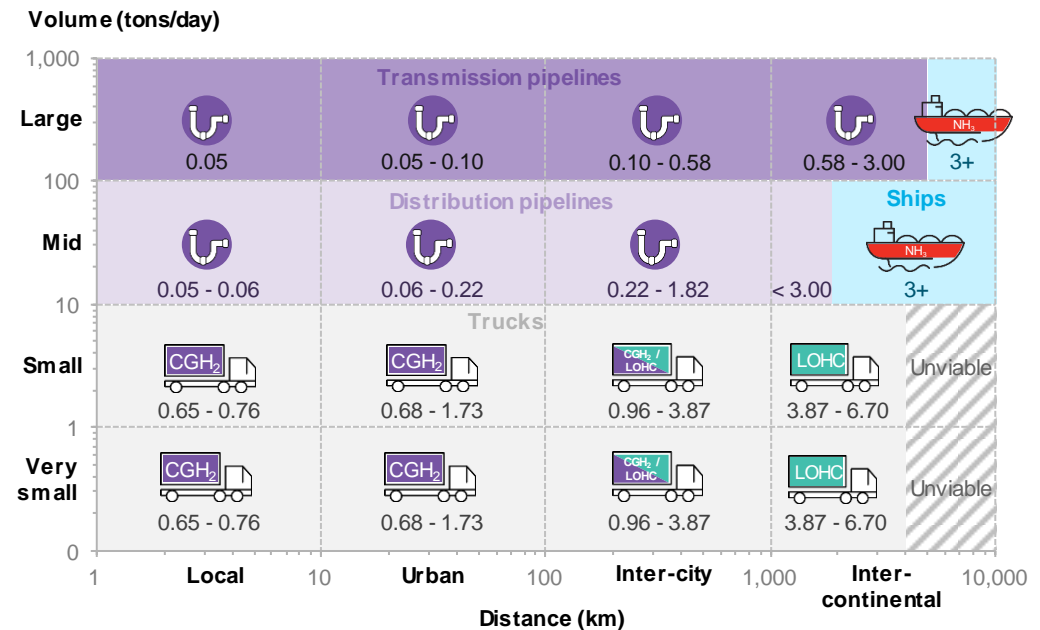 Volume (tons/day)
1,000
Transmission pipelines
Large
NH₃
0.05
0.05 - 0.10
0.10 - 0.58
0.58 - 3.00
3+
100
Distribution pipelines
Ships
Mid
NH₃
0.05 - 0.06
0.06 - 0.22
0.22 - 1.82
< 3.00
3+
10
Trucks
Small
CGH₂
CGH₂
CGH₂ /
LOHC
LOHC
Unviable
0.65 - 0.76
0.68 - 1.73
0.96 - 3.87
3.87 - 6.70
1
Very
small
CGH₂
CGH₂
CGH₂ /
LOHC
LOHC
Unviable
0.65 - 0.76
0.68 - 1.73
0.96 - 3.87
3.87 - 6.70
0
1
Local
10
Urban
100
Inter-city
1,000
Inter-
continental
10,000
Distance (km)